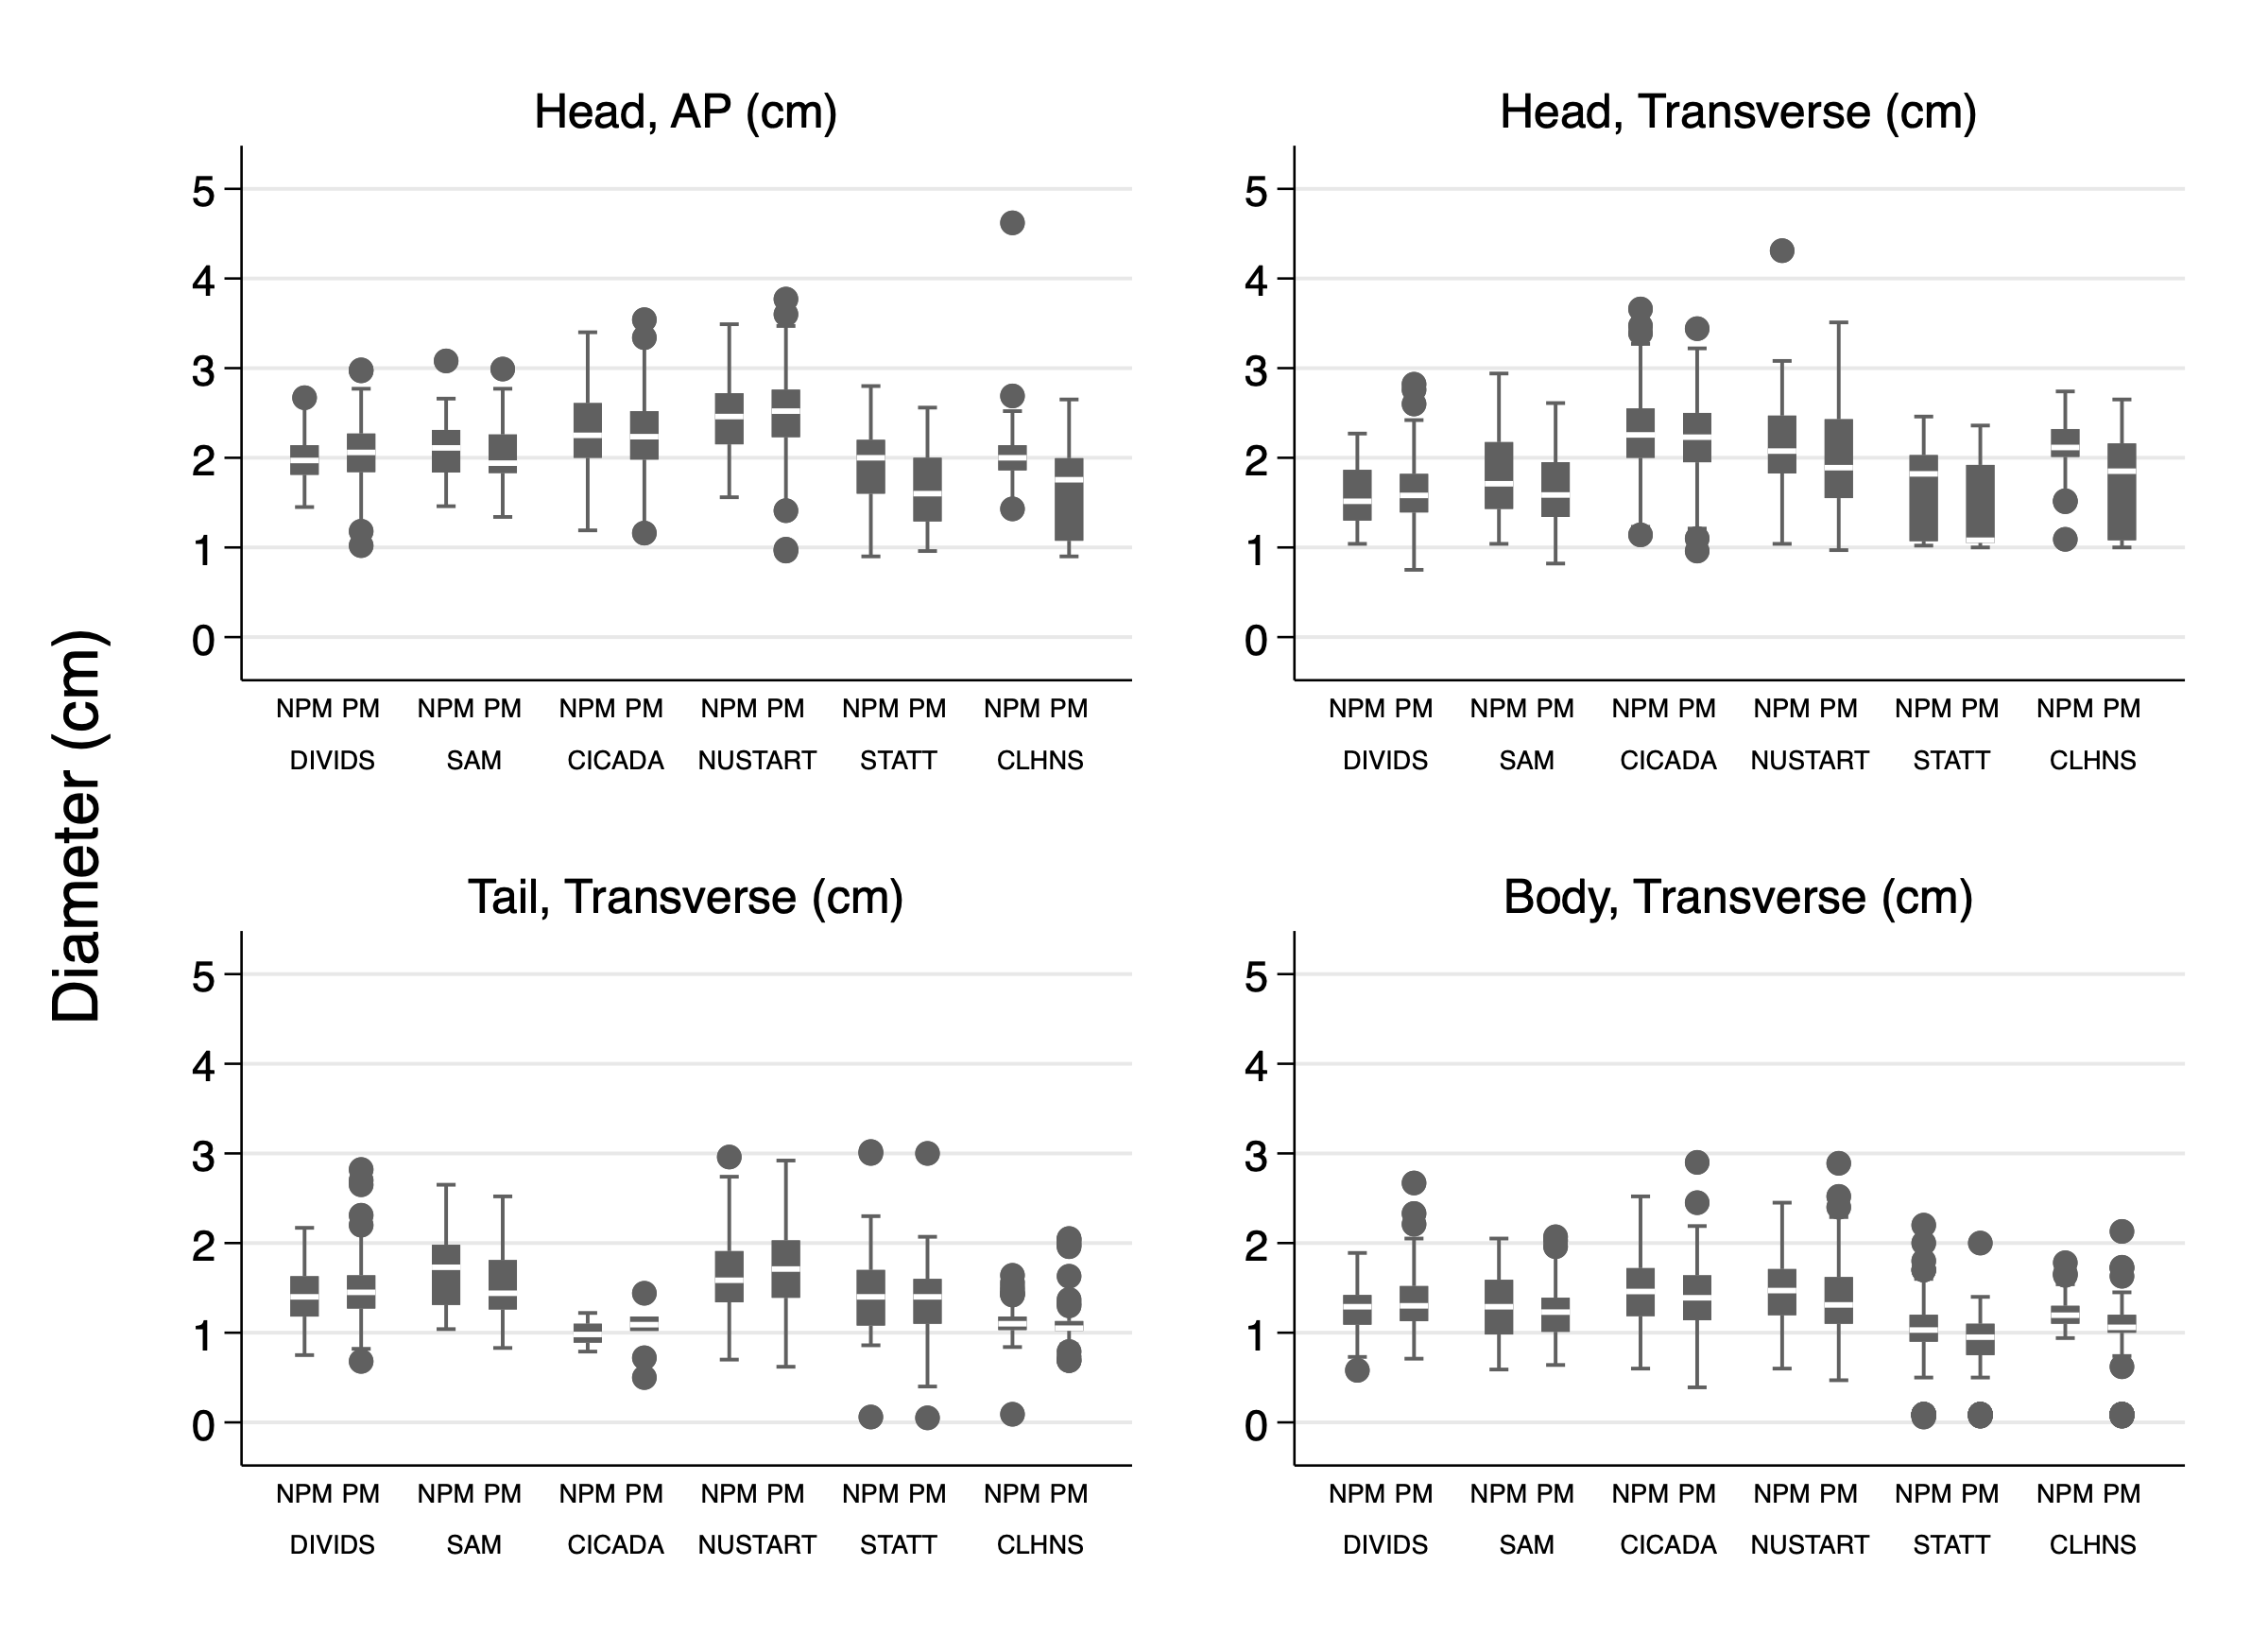 Diameter (cm)
Head, AP (cm)
5
4
3
2
1
0
NPM PM NPM PM NPM PM NPM PM NPM PM NPM PM
DIVIDS SAM CICADA NUSTART STATT CLHNS
Head, Transverse (cm)
5
4
3
2
1
0
NPM PM NPM PM NPM PM NPM PM NPM PM NPM PM
DIVIDS SAM CICADA NUSTART STATT CLHNS
Tail, Transverse (cm)
5
4
3
2
1
0
NPM PM NPM PM NPM PM NPM PM NPM PM NPM PM
DIVIDS SAM CICADA NUSTART STATT CLHNS
Body, Transverse (cm)
5
4
3
2
1
0
NPM PM NPM PM NPM PM NPM PM NPM PM NPM PM
DIVIDS SAM CICADA NUSTART STATT CLHNS